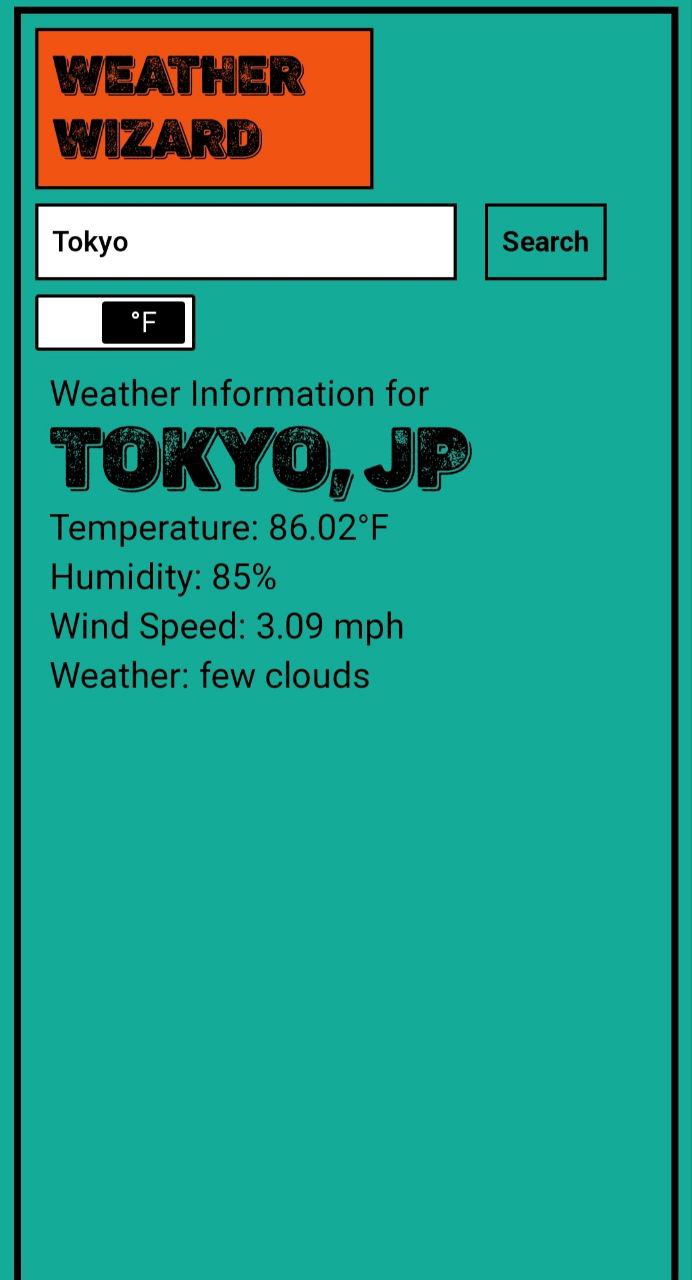 WEATHER
WIZARD
Tokyo
Search
°F
Weather Information for
TOKYO, JP
Temperature: 86.02°F
Humidity: 85%
Wind Speed: 3.09 mph
Weather: few clouds